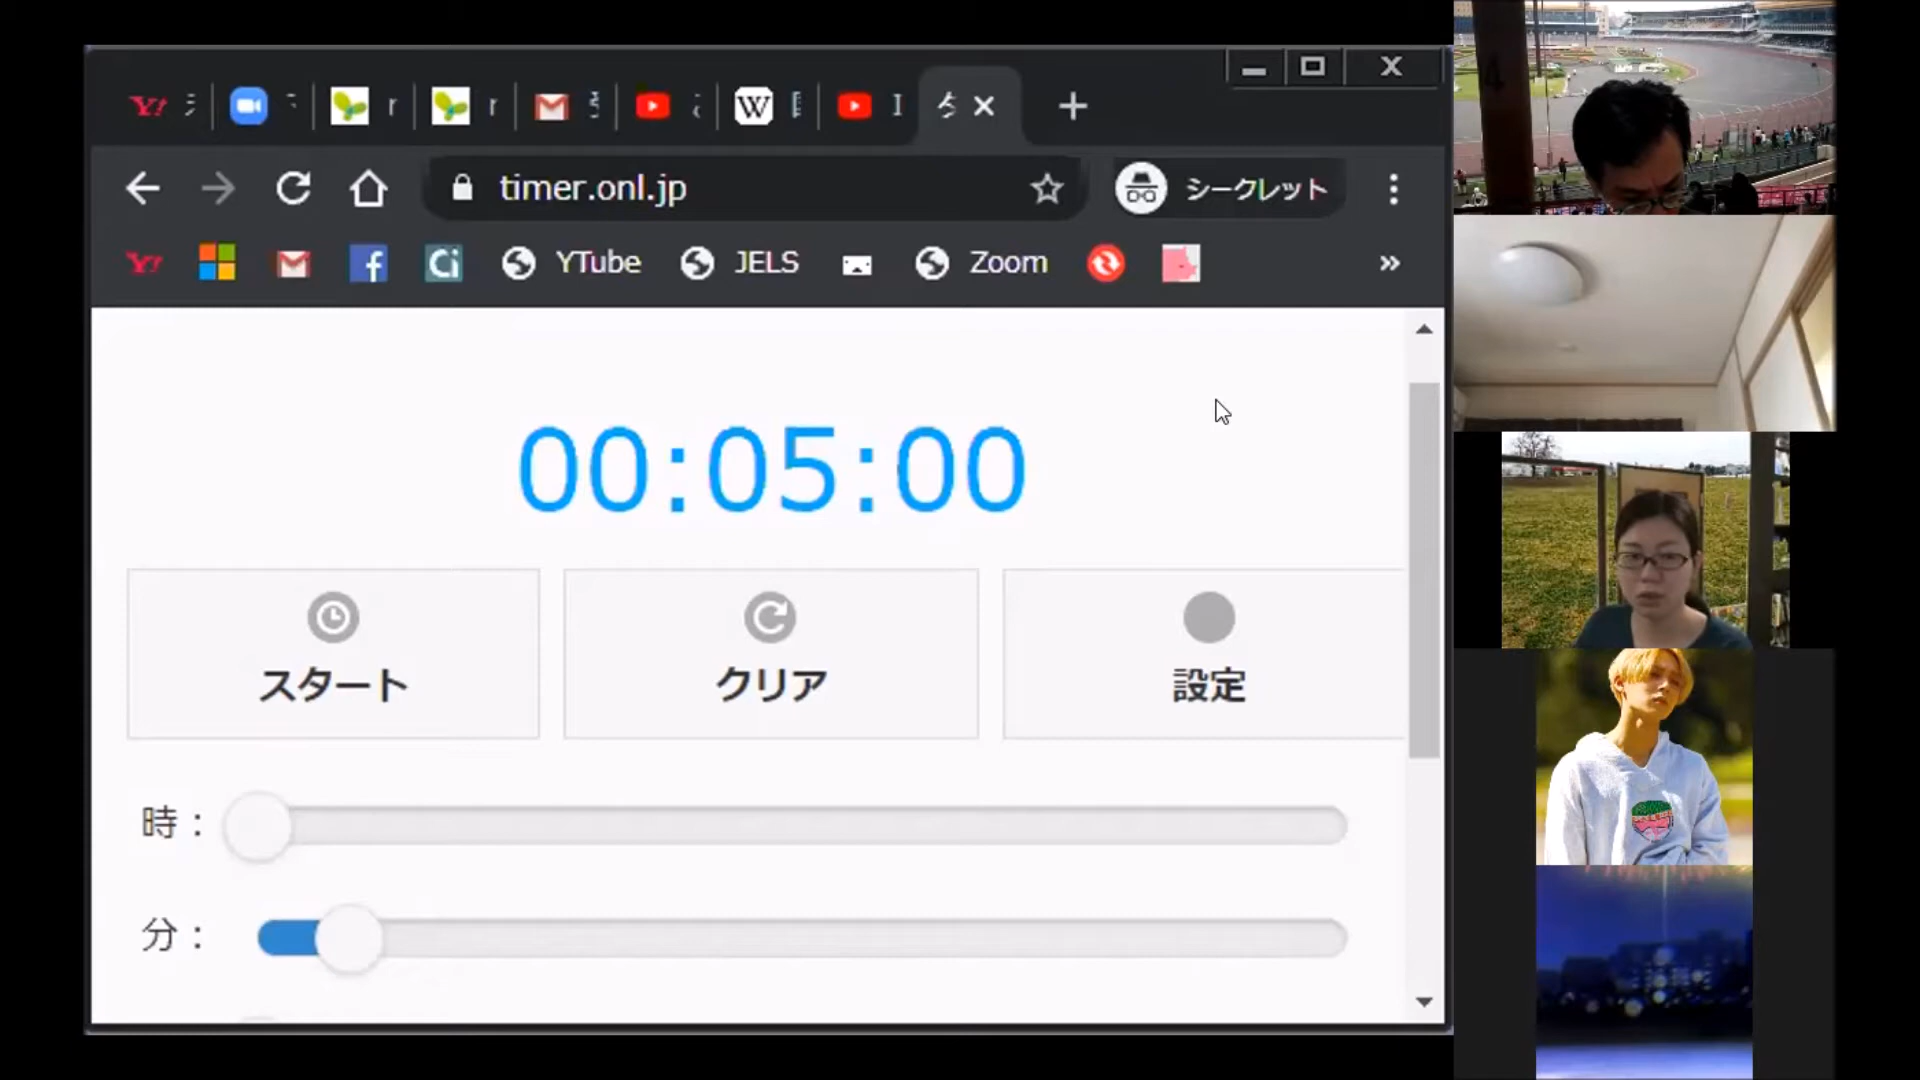 timer.onl.jp シークレット
YTube JELS Zoom
00:05:00
スタート クリア 設定
時：
分：